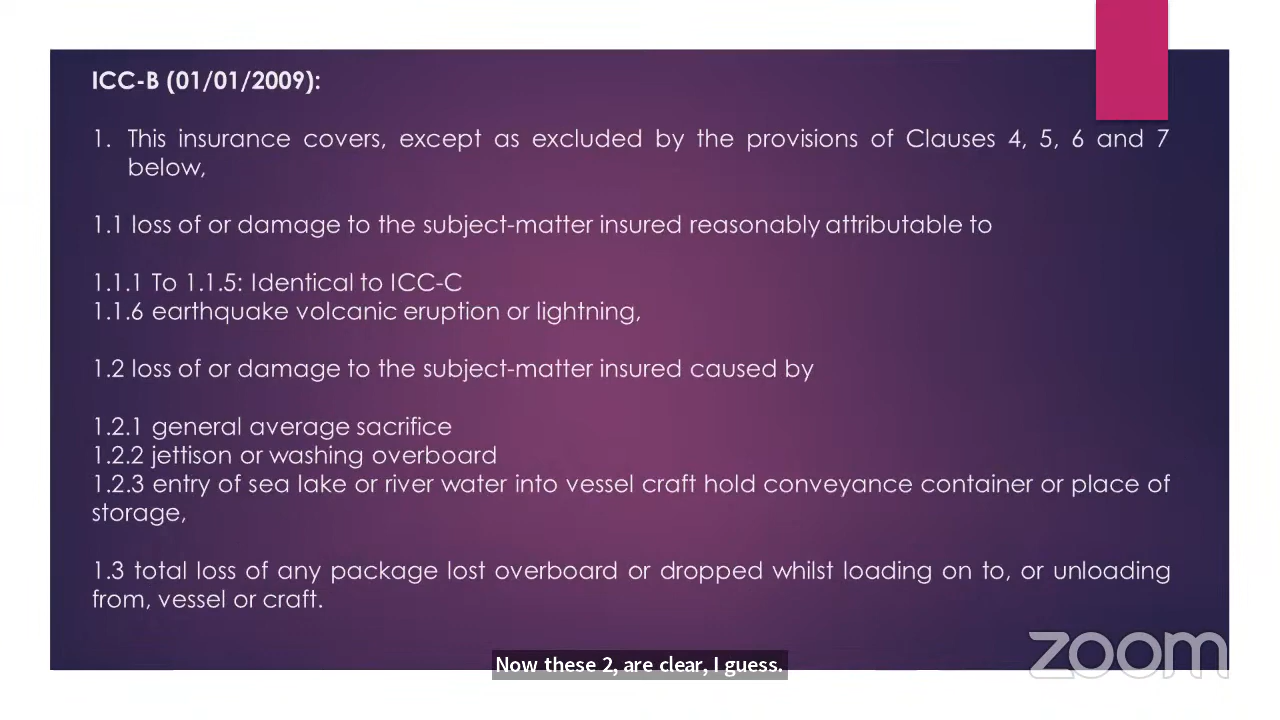 ICC-B (01/01/2009):
1. This insurance covers, except as excluded by the provisions of Clauses 4, 5, 6 and 7
below,
1.1 loss of or damage to the subject-matter insured reasonably attributable to
1.1.1 To 1.1.5: Identical to ICC-C
1.1.6 earthquake volcanic eruption or lightning,
1.2 loss of or damage to the subject-matter insured caused by
1.2.1 general average sacrifice
1.2.2 jettison or washing overboard
1.2.3 entry of sea lake or river water into vessel craft hold conveyance container or place of
storage,
1.3 total loss of any package lost overboard or dropped whilst loading on to, or unloading
from, vessel or craft.
zoom
Now these 2, are clear, I guess.